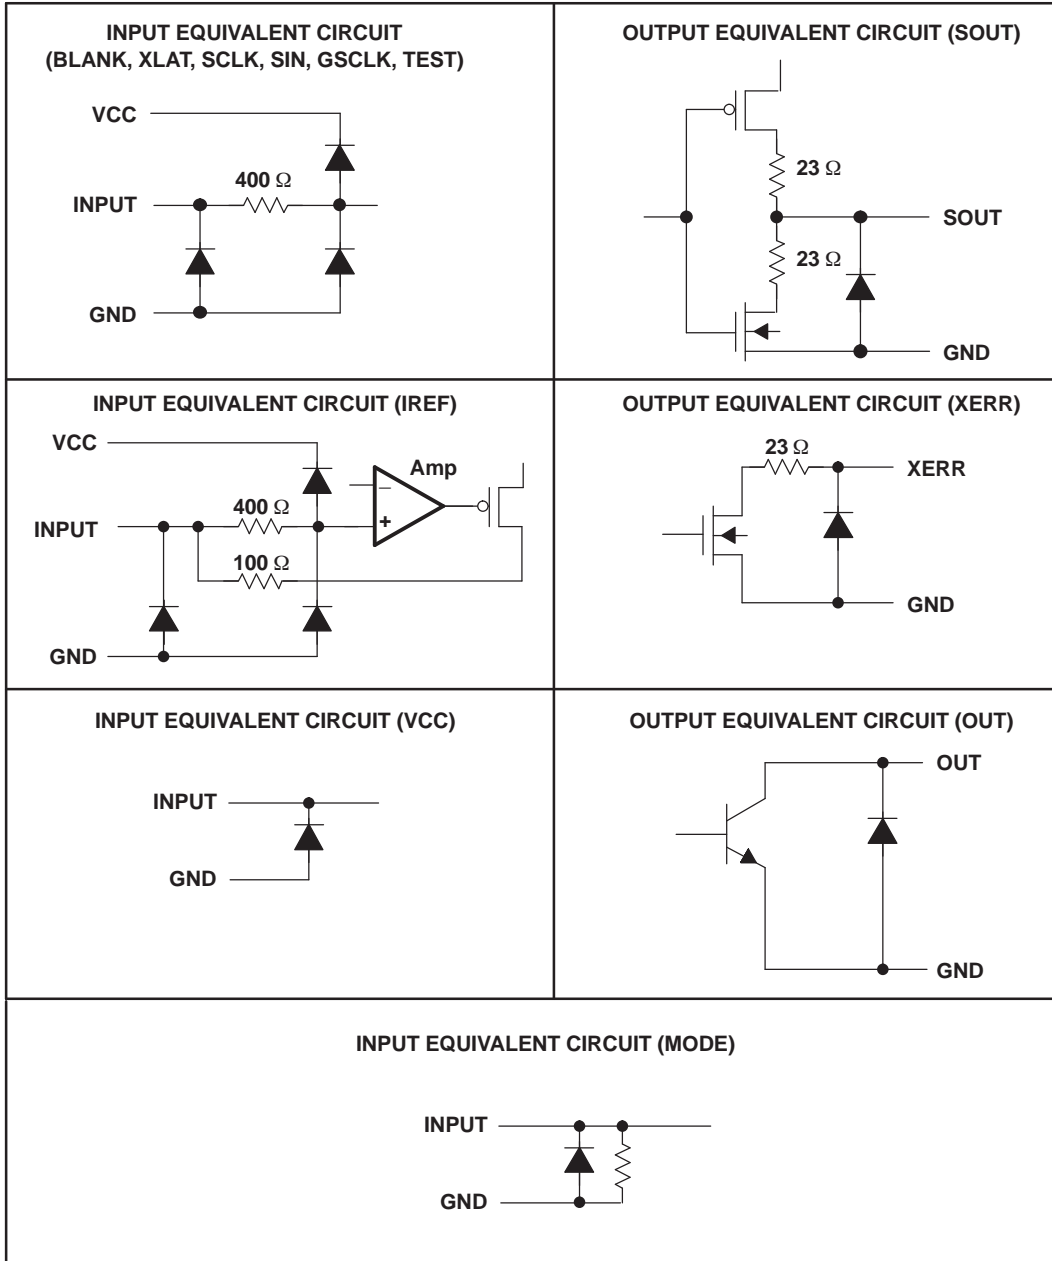 INPUT EQUIVALENT CIRCUIT
(BLANK, XLAT, SCLK, SIN, GSCLK, TEST)
VCC
400 Ω
INPUT
GND
OUTPUT EQUIVALENT CIRCUIT (SOUT)
23 Ω
SOUT
23 Ω
GND
INPUT EQUIVALENT CIRCUIT (IREF)
VCC
Amp
−
400 Ω
INPUT
+
100 Ω
GND
OUTPUT EQUIVALENT CIRCUIT (XERR)
23 Ω
XERR
GND
INPUT EQUIVALENT CIRCUIT (VCC)
INPUT
GND
OUTPUT EQUIVALENT CIRCUIT (OUT)
OUT
GND
INPUT EQUIVALENT CIRCUIT (MODE)
INPUT
GND